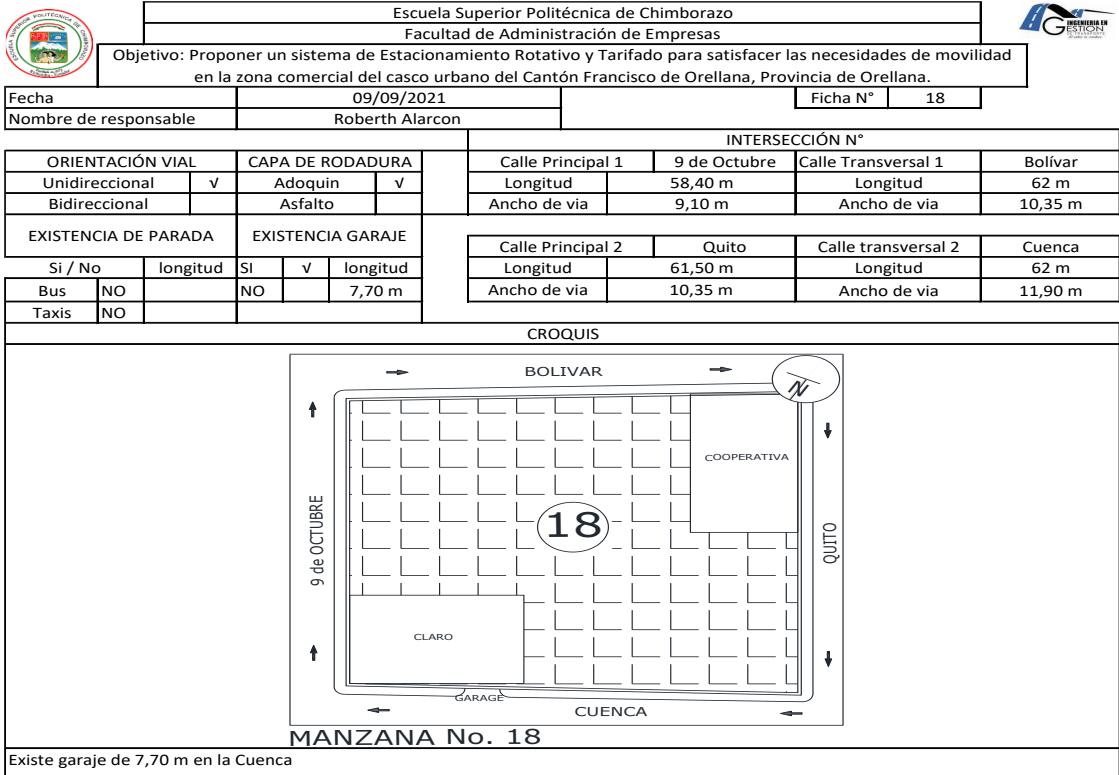 Escuela Superior Politécnica de Chimborazo
Facultad de Administración de Empresas
Objetivo: Proponer un sistema de Estacionamiento Rotativo y Tarifado para satisfacer las necesidades de movilidad
en la zona comercial del casco urbano del Cantón Francisco de Orellana, Provincia de Orellana.
INGENIERIA EN
GESTION
Fecha 09/09/2021 Ficha N° 18
Nombre de responsable Roberth Alarcon
INTERSECCIÓN N°
ORIENTACIÓN VIAL CAPA DE RODADURA Calle Principal 1 9 de Octubre Calle Transversal 1 Bolívar
Unidireccional √ Adoquin √ Longitud 58,40 m Longitud 62 m
Bidireccional Asfalto Ancho de via 9,10 m Ancho de via 10,35 m
EXISTENCIA DE PARADA EXISTENCIA GARAJE Calle Principal 2 Quito Calle transversal 2 Cuenca
Si / No longitud SI √ longitud Longitud 61,50 m Longitud 62 m
Bus NO NO 7,70 m Ancho de via 10,35 m Ancho de via 11,90 m
Taxis NO
CROQUIS
BOLIVAR
N
COOPERATIVA
18
9 de OCTUBRE
QUITO
CLARO
GARAGE
CUENCA
MANZANA No. 18
Existe garaje de 7,70 m en la Cuenca